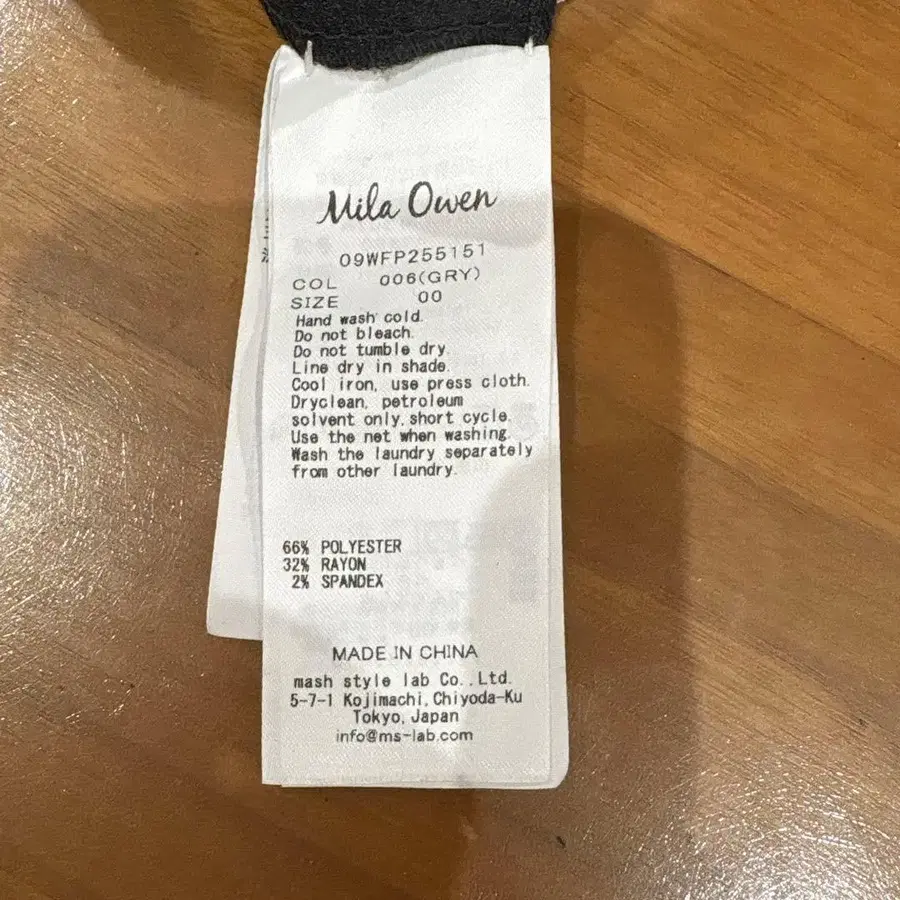 Mila Owen
09WFP255151
COL 006(GRY)
SIZE 00
Hand wash cold.
Do not bleach.
Do not tumble dry.
Line dry in shade.
Cool iron, use press cloth.
Dryclean, petroleum
solvent only, short cycle.
Use the net when washing.
Wash the laundry separately
from other laundry.
66% POLYESTER
32% RAYON
2% SPANDEX
MADE IN CHINA
mash style lab Co., Ltd.
5-7-1 Kojimachi, Chiyoda-Ku
Tokyo, Japan
info@ms-lab.com